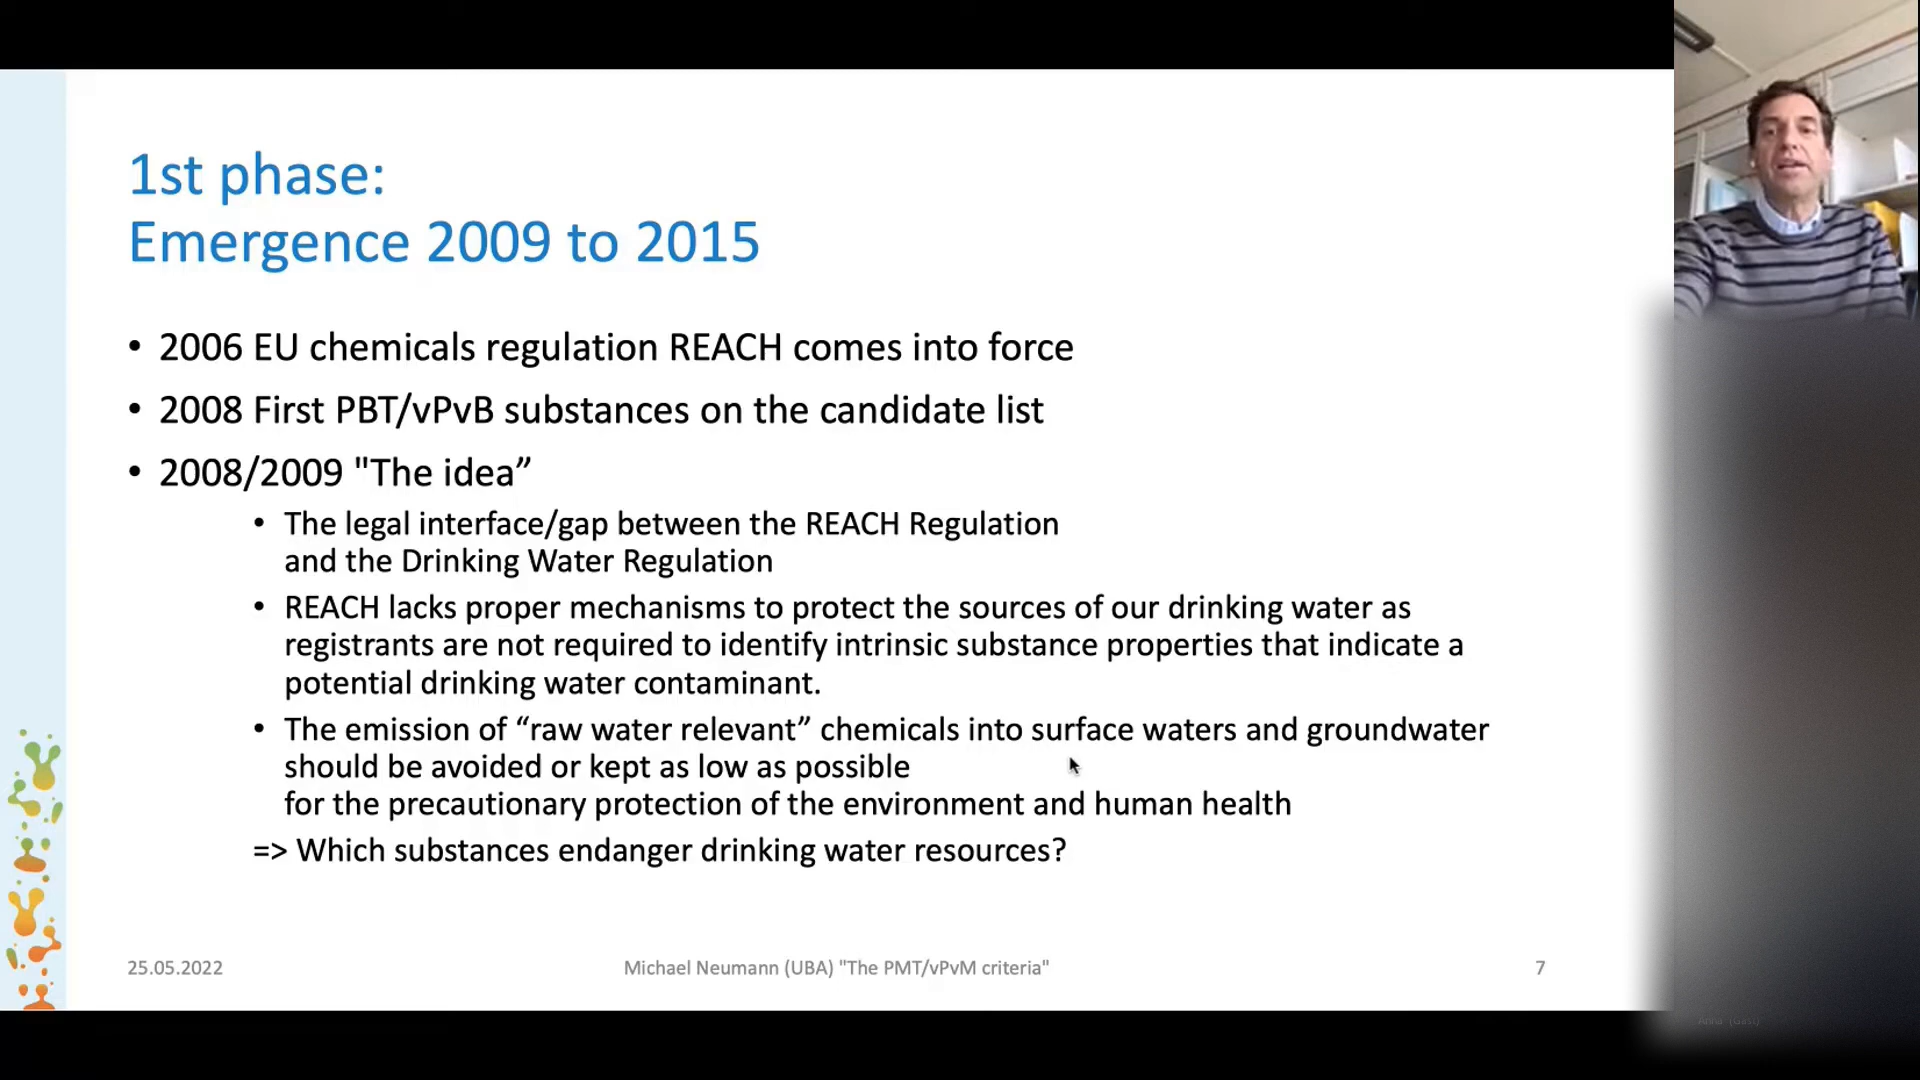 1st phase:
Emergence 2009 to 2015
• 2006 EU chemicals regulation REACH comes into force
• 2008 First PBT/vPvB substances on the candidate list
• 2008/2009 "The idea”
• The legal interface/gap between the REACH Regulation
and the Drinking Water Regulation
• REACH lacks proper mechanisms to protect the sources of our drinking water as
registrants are not required to identify intrinsic substance properties that indicate a
potential drinking water contaminant.
• The emission of “raw water relevant” chemicals into surface waters and groundwater
should be avoided or kept as low as possible
for the precautionary protection of the environment and human health
=> Which substances endanger drinking water resources?
25.05.2022
Michael Neumann (UBA) "The PMT/vPvM criteria"
7